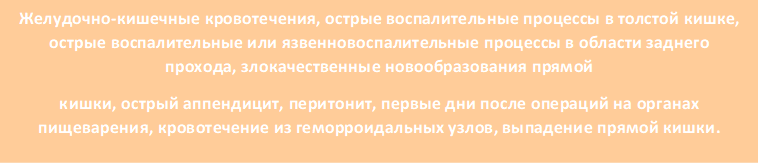 Желудочно-кишечные кровотечения, острые воспалительные процессы в толстой кишке,
острые воспалительные или язвенновоспалительные процессы в области заднего
прохода, злокачественные новообразования прямой
кишки, острый аппендицит, перитонит, первые дни после операций на органах
пищеварения, кровотечение из геморроидальных узлов, выпадение прямой кишки.